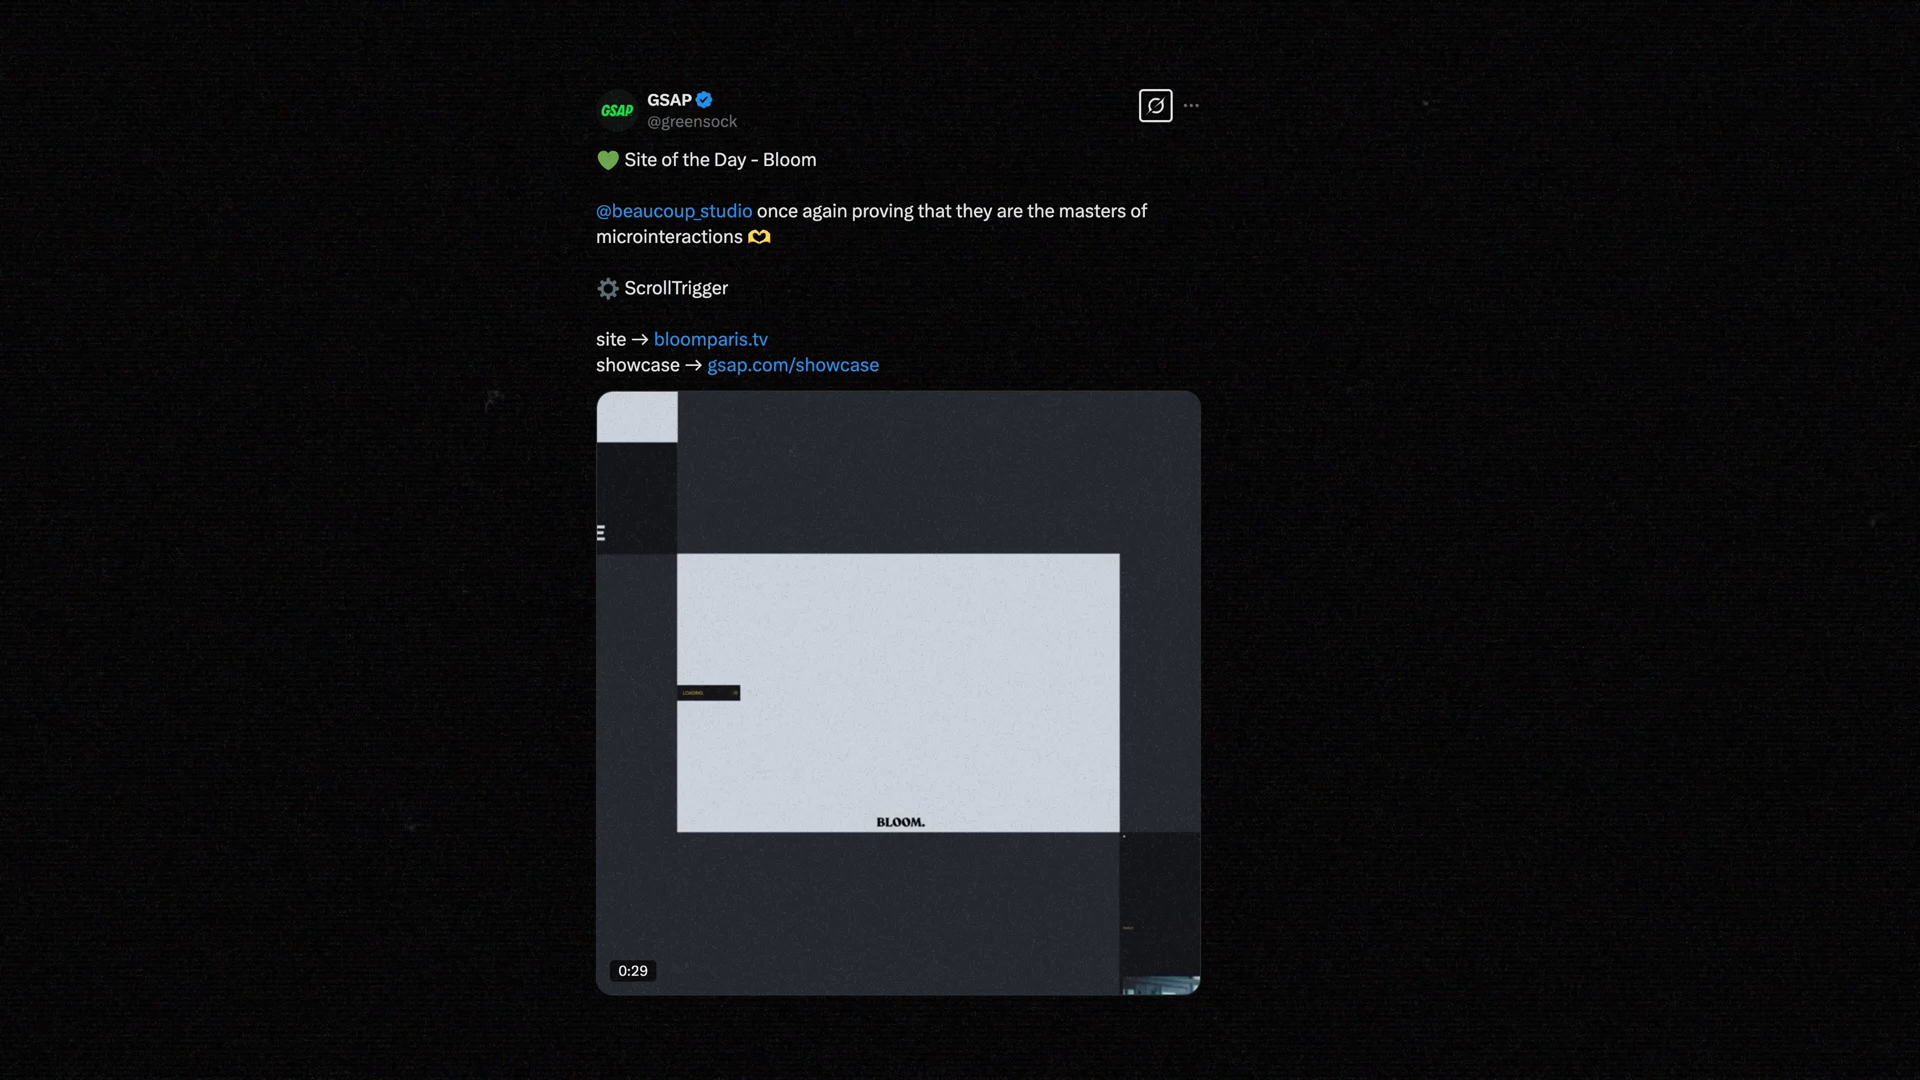 GSAP
GSAP
@greensock
💚 Site of the Day - Bloom
@beaucoup_studio once again proving that they are the masters of
microinteractions 🫶
⚙️ ScrollTrigger
site → bloomparis.tv
showcase → gsap.com/showcase
E
LOADING
BLOOM.
0:29